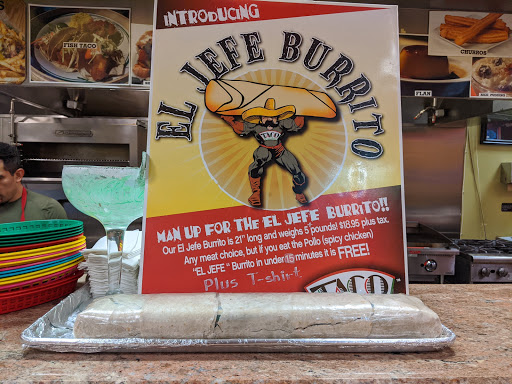 FISH TACO
CHURROS
FLAN
INTRODUCING
EL JEFE BURRITO
TACO
MAN UP FOR THE EL JEFE BURRITO!!
Our El Jefe Burrito is 21" long and weighs 5 pounds! $18.95 plus tax.
Any meat choice, but if you eat the Pollo (spicy chicken)
"EL JEFE" Burrito in under 15 minutes it is FREE!
Plus T-shirt
TACO